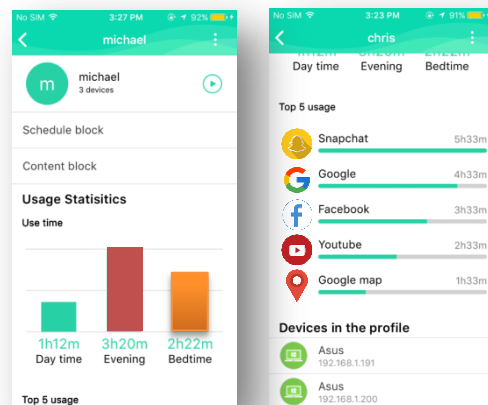 No SIM 3:27 PM 92%
michael
m
michael
3 devices
Schedule block
Content block
Usage Statisitics
Use time
1h12m 3h20m 2h22m
Day time Evening Bedtime
Top 5 usage
No SIM 3:23 PM 91%
chris
Day time Evening Bedtime
Top 5 usage
Snapchat 5h33m
Google 4h33m
Facebook 3h33m
Youtube 2h33m
Google map 1h33m
Devices in the profile
Asus
192.168.1.191
Asus
192.168.1.200